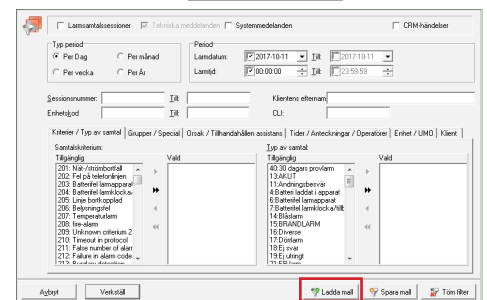 Larmsamtalssessioner Tekniska meddelanden Systemmedelanden CRM-händelser
Typ period Period
Per Dag Per månad Larmdatum: 2017-10-11 Till: 2017-10-11
Per vecka Per År Larmtid: 00:00:00 Till: 23:59:59
Sessionsnummer: Till: Klientens efternamn
Enhetskod Till: CLI:
Kriterier / Typ av samtal Grupper / Special Orsak / Tillhandahållen assistans Tider / Anteckningar / Operatörer Enhet / UMO Klient
Samtalskriterium: Typ av samtal:
Tillgänglig Vald Tillgänglig Vald
201: Nät-/strömbortfall 40:30 dagars provlarm
202: Fel på telefonlinjen 13:AKUT
203: Batterifel larmapparat 11:Andningsbesvär
204: Batterifel larmklocka/ 4:Batteri laddat i apparat
205: Linje bortkopplad 6:Batterifel larmapparat
206: Belysningsfel 7:Batterifel larmklocka/tillb
207: Temperaturlarm 14:Blåslarm
208: fire-alarm 15:BRANDLARM
209: Unknown criterium 2 16:Diverse
210: Timeout in protocol 17:Dörrlarm
211: False number of alarr 18:Ej svar
212: Failure in alarm code 19:Ej utringt
Avbryt Verkställ Ladda mall Spara mall Töm filter